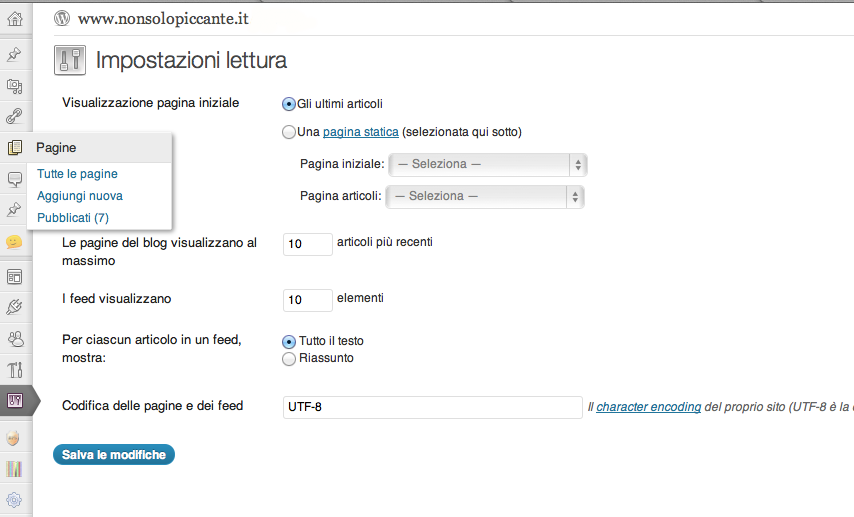 www.nonsolopiccante.it
Impostazioni lettura
Visualizzazione pagina iniziale
Gli ultimi articoli
Una pagina statica (selezionata qui sotto)
Pagina iniziale: — Seleziona —
Pagina articoli: — Seleziona —
Pagine
Tutte le pagine
Aggiungi nuova
Pubblicati (7)
Le pagine del blog visualizzano al
massimo
10 articoli più recenti
I feed visualizzano
10 elementi
Per ciascun articolo in un feed,
mostra:
Tutto il testo
Riassunto
Codifica delle pagine e dei feed
UTF-8
Il character encoding del proprio sito (UTF-8 è la
Salva le modifiche